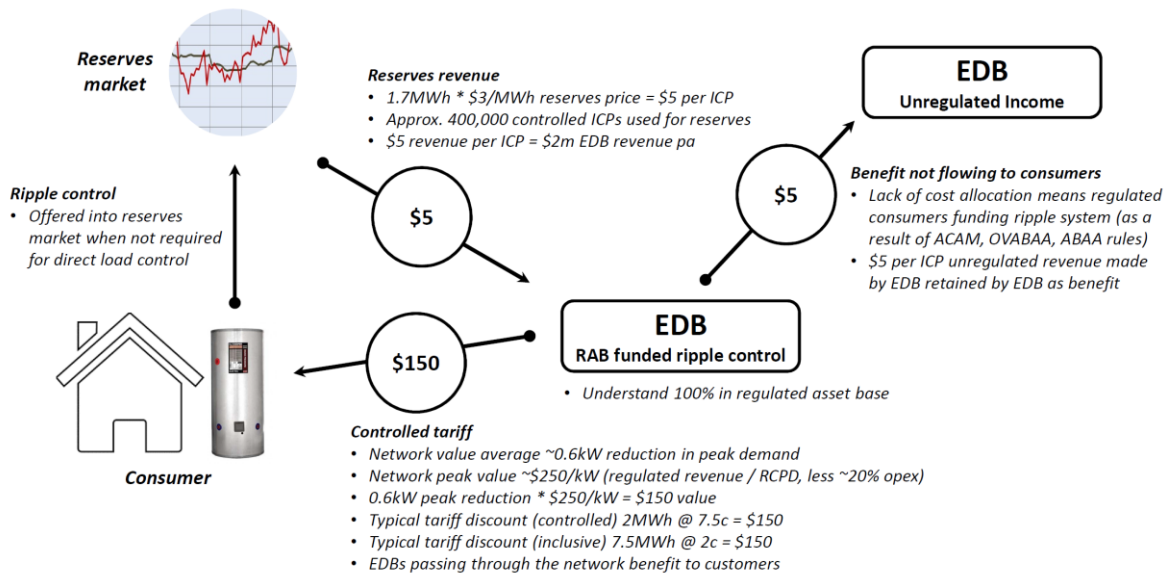 Reserves
market
Reserves revenue
• 1.7MWh * $3/MWh reserves price = $5 per ICP
• Approx. 400,000 controlled ICPs used for reserves
• $5 revenue per ICP = $2m EDB revenue pa
EDB
Unregulated Income
Ripple control
• Offered into reserves
market when not required
for direct load control
$5
$5
Benefit not flowing to consumers
• Lack of cost allocation means regulated
consumers funding ripple system (as a
result of ACAM, OVABAA, ABAA rules)
• $5 per ICP unregulated revenue made
by EDB retained by EDB as benefit
EDB
RAB funded ripple control
• Understand 100% in regulated asset base
$150
Consumer
Controlled tariff
• Network value average ~0.6kW reduction in peak demand
• Network peak value ~$250/kW (regulated revenue / RCPD, less ~20% opex)
• 0.6kW peak reduction * $250/kW = $150 value
• Typical tariff discount (controlled) 2MWh @ 7.5c = $150
• Typical tariff discount (inclusive) 7.5MWh @ 2c = $150
• EDBs passing through the network benefit to customers